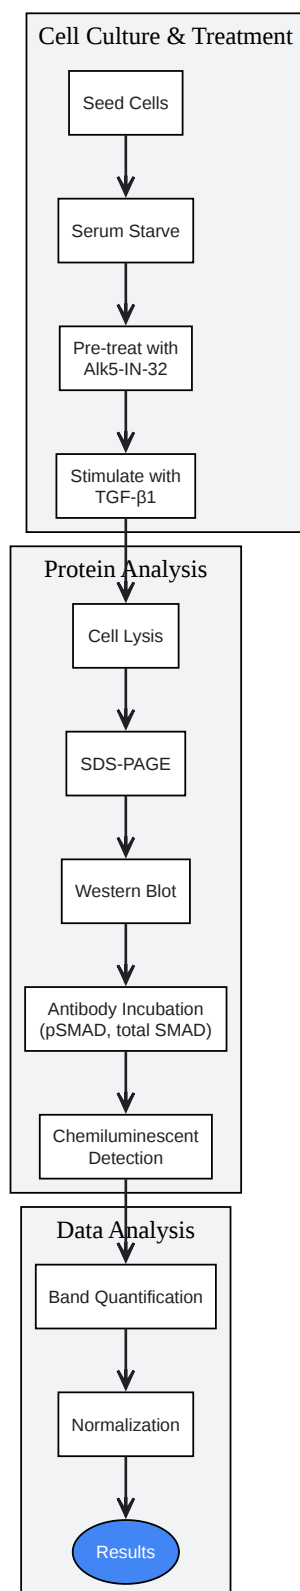 Cell Culture & Treatment
Seed Cells
Serum Starve
Pre-treat with
Alk5-IN-32
Stimulate with
TGF-β1
Protein Analysis
Cell Lysis
SDS-PAGE
Western Blot
Antibody Incubation
(pSMAD, total SMAD)
Chemiluminescent
Detection
Data Analysis
Band Quantification
Normalization
Results